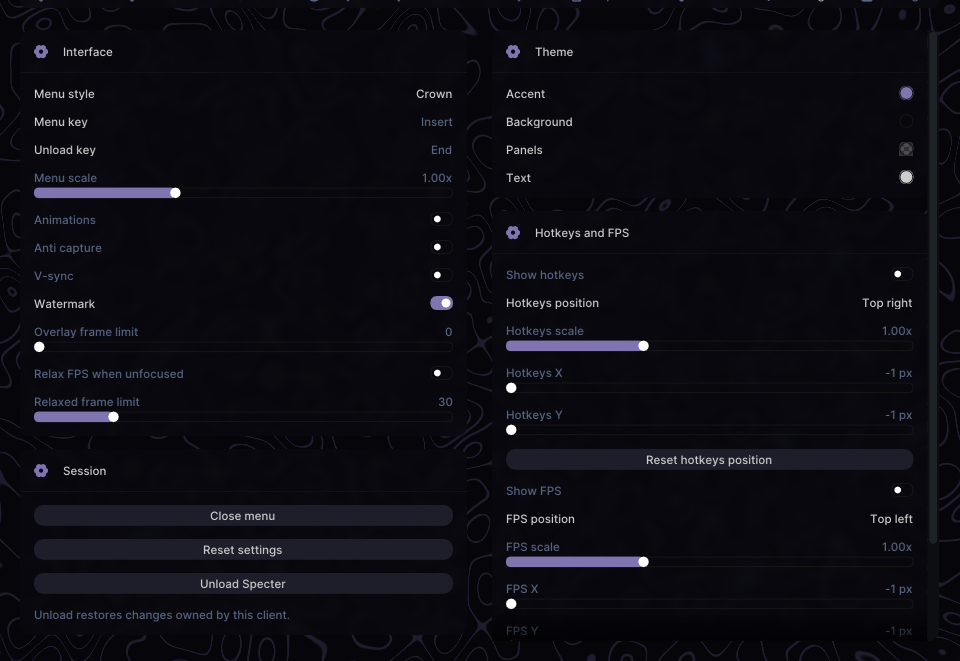 Interface
Menu style Crown
Menu key Insert
Unload key End
Menu scale 1.00x
Animations
Anti capture
V-sync
Watermark
Overlay frame limit 0
Relax FPS when unfocused
Relaxed frame limit 30
Session
Close menu
Reset settings
Unload Specter
Unload restores changes owned by this client.
Theme
Accent
Background
Panels
Text
Hotkeys and FPS
Show hotkeys
Hotkeys position Top right
Hotkeys scale 1.00x
Hotkeys X -1 px
Hotkeys Y -1 px
Reset hotkeys position
Show FPS
FPS position Top left
FPS scale 1.00x
FPS X -1 px
FPS Y -1 px